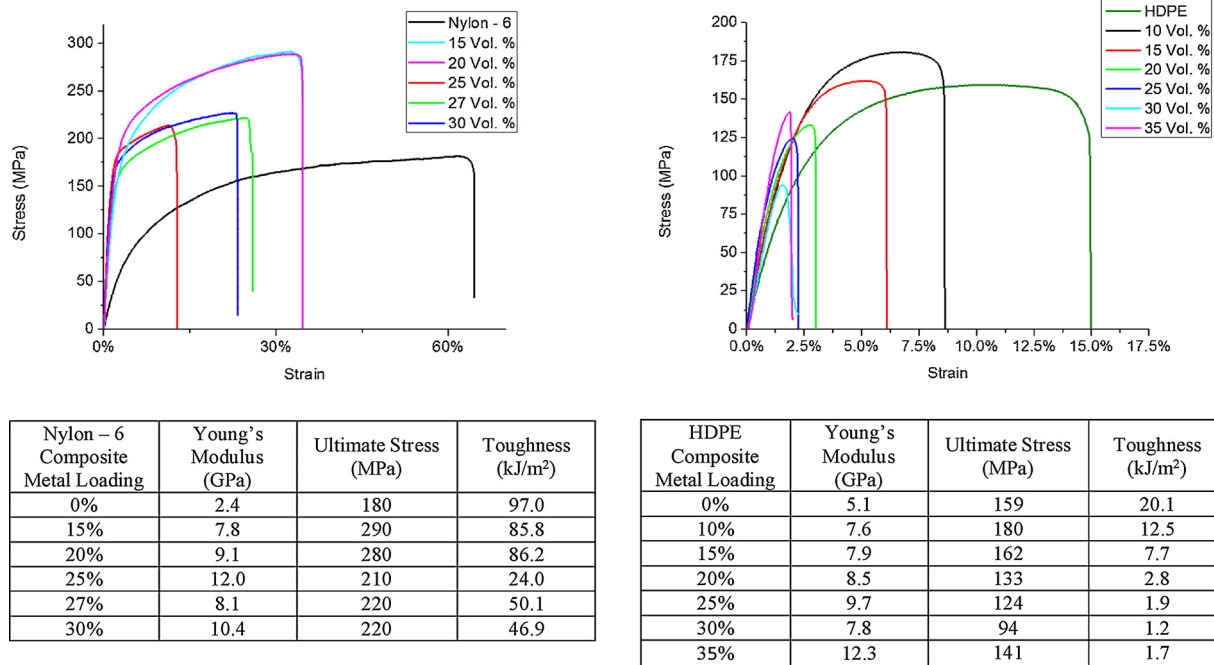 Nylon - 6
15 Vol. %
20 Vol. %
25 Vol. %
27 Vol. %
30 Vol. %
300
250
200
150
100
50
0
0%
30%
60%
Stress (MPa)
Strain
HDPE
10 Vol. %
15 Vol. %
20 Vol. %
25 Vol. %
30 Vol. %
35 Vol. %
200
175
150
125
100
75
50
25
0
0.0%
2.5%
5.0%
7.5%
10.0%
12.5%
15.0%
17.5%
Stress (MPa)
Strain
Nylon – 6 Composite Metal Loading Young's Modulus (GPa) Ultimate Stress (MPa) Toughness (kJ/m²)
0% 2.4 180 97.0
15% 7.8 290 85.8
20% 9.1 280 86.2
25% 12.0 210 24.0
27% 8.1 220 50.1
30% 10.4 220 46.9
HDPE Composite Metal Loading Young's Modulus (GPa) Ultimate Stress (MPa) Toughness (kJ/m²)
0% 5.1 159 20.1
10% 7.6 180 12.5
15% 7.9 162 7.7
20% 8.5 133 2.8
25% 9.7 124 1.9
30% 7.8 94 1.2
35% 12.3 141 1.7